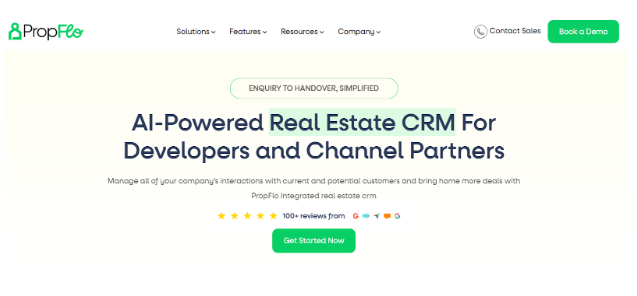 PropFlo
Solutions Features Resources Company Contact Sales Book a Demo
ENQUIRY TO HANDOVER, SIMPLIFIED
AI-Powered Real Estate CRM For
Developers and Channel Partners
Manage all of your company's interactions with current and potential customers and bring home more deals with
PropFlo integrated real estate crm
100+ reviews from
Get Started Now